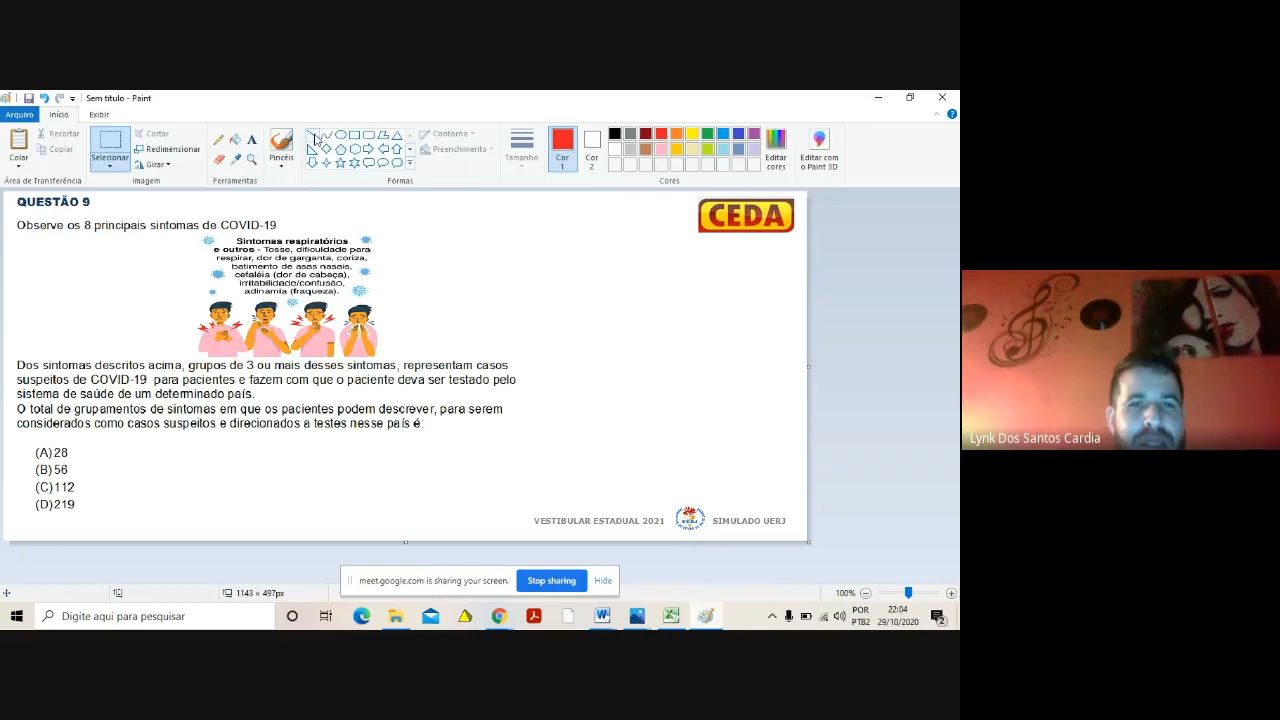 Sem título - Paint
Arquivo
Início
Exibir
Colar
Recortar
Copiar
Área de Transferência
Selecionar
Cortar
Redimensionar
Girar
Imagem
A
Ferramentas
Pincéis
Contorno
Preenchimento
Formas
Tamanho
Cor
1
Cor
2
Editar
cores
Editar com
o Paint 3D
Cores
QUESTÃO 9
CEDA
Observe os 8 principais sintomas de COVID-19
Sintomas respiratórios
e outros - Tosse, dificuldade para
respirar, dor de garganta, coriza,
batimento de asas nasais,
cefaléia (dor de cabeça),
irritabilidade/confusão,
adinamia (fraqueza).
Dos sintomas descritos acima, grupos de 3 ou mais desses sintomas, representam casos
suspeitos de COVID-19 para pacientes e fazem com que o paciente deva ser testado pelo
sistema de saúde de um determinado país.
O total de grupamentos de sintomas em que os pacientes podem descrever, para serem
considerados como casos suspeitos e direcionados a testes nesse país é:
(A) 28
(B) 56
(C) 112
(D) 219
VESTIBULAR ESTADUAL 2021
UERJ
SIMULADO UERJ
meet.google.com is sharing your screen.
Stop sharing
Hide
1143 × 497px
100%
Digite aqui para pesquisar
POR
PTB2
22:04
29/10/2020
2
Lynk Dos Santos Cardia